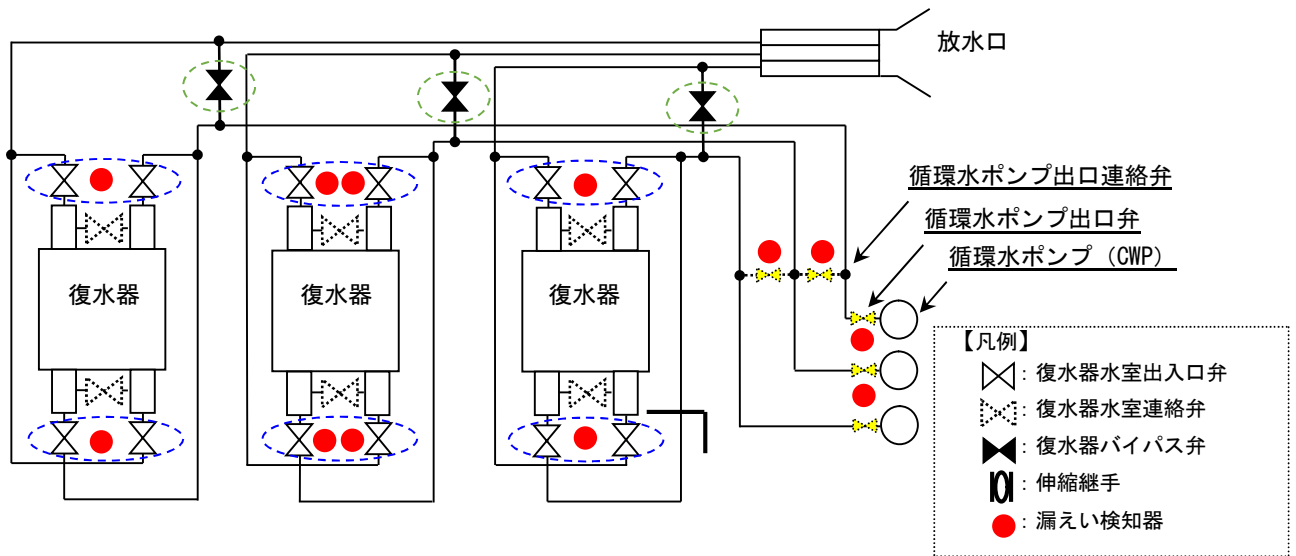 放水口
循環水ポンプ出口連絡弁
循環水ポンプ出口弁
循環水ポンプ（CWP）
復水器
復水器
復水器
【凡例】
：復水器水室出入口弁
：復水器水室連絡弁
：復水器バイパス弁
：伸縮継手
：漏えい検知器